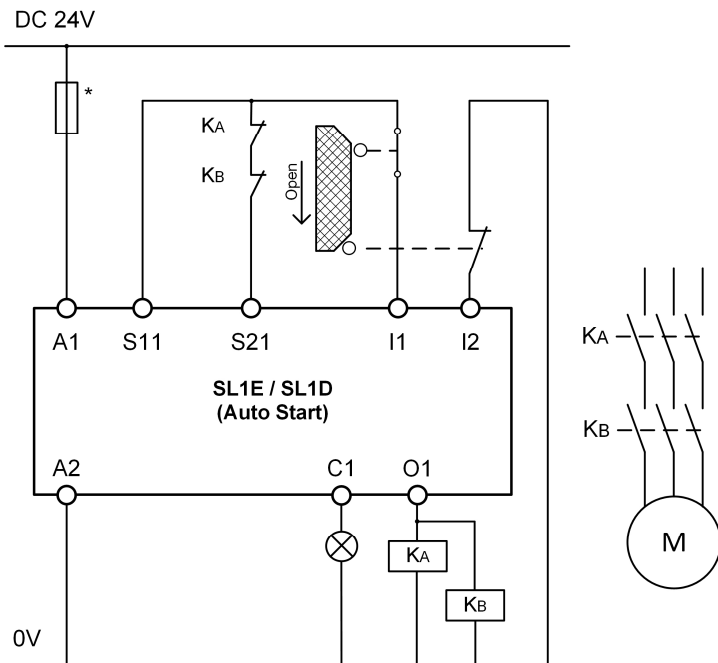 DC 24V
*
KA
KB
Open
A1
S11
S21
I1
I2
SL1E / SL1D
(Auto Start)
A2
C1
O1
KA
KB
KA
KB
M
0V